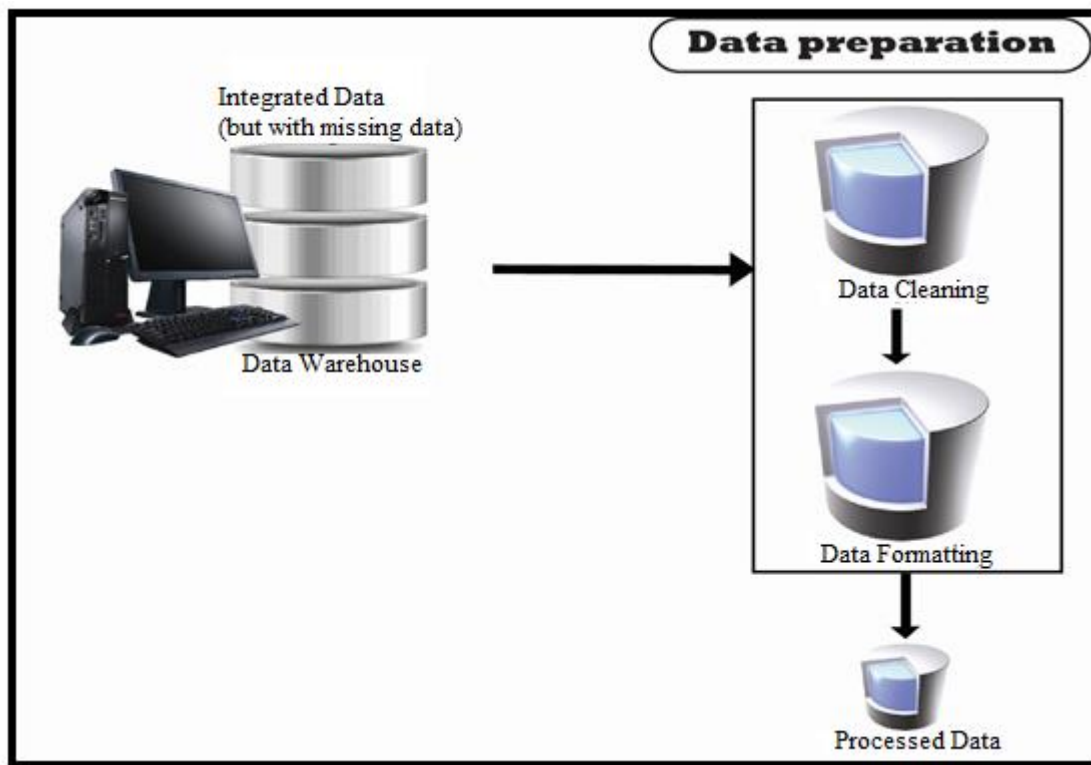 Data preparation
Integrated Data
(but with missing data)
Data Warehouse
Data Cleaning
Data Formatting
Processed Data